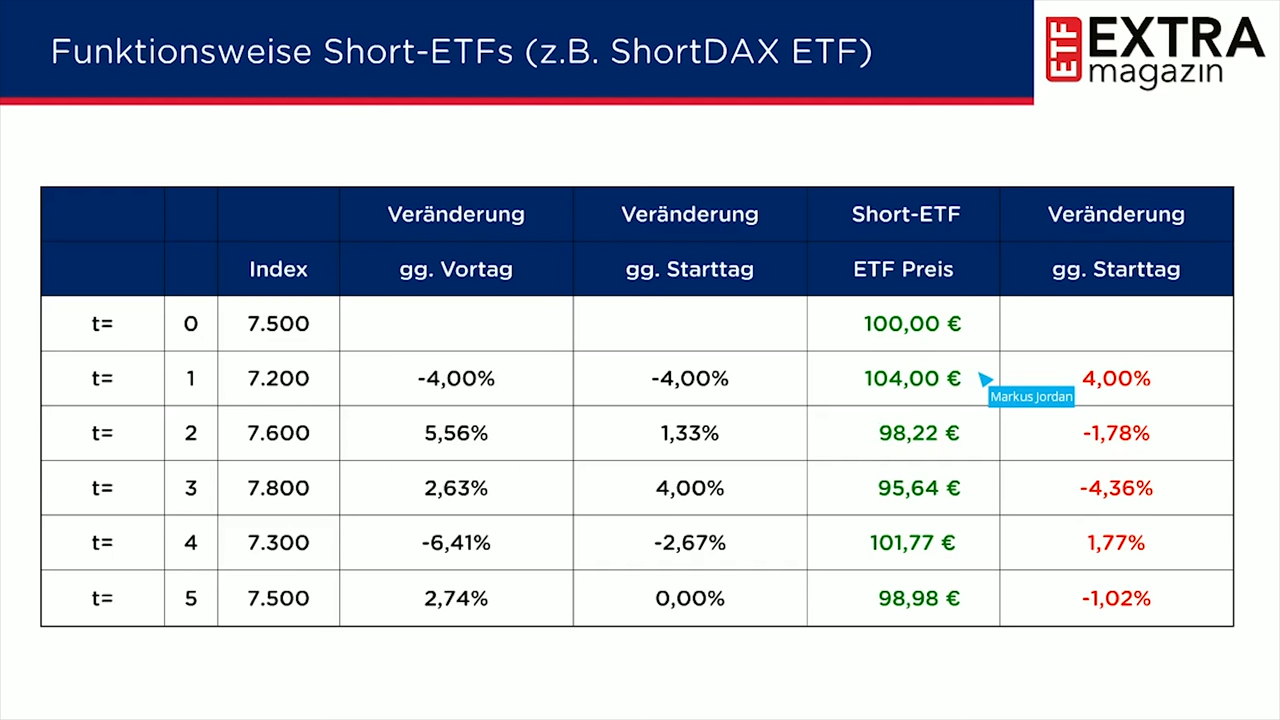 Funktionsweise Short-ETFs (z.B. ShortDAX ETF)
ETF EXTRA
magazin
Veränderung Veränderung Short-ETF Veränderung
Index gg. Vortag gg. Starttag ETF Preis gg. Starttag
t= 0 7.500 100,00 €
t= 1 7.200 -4,00% -4,00% 104,00 € 4,00%
Markus Jordan
t= 2 7.600 5,56% 1,33% 98,22 € -1,78%
t= 3 7.800 2,63% 4,00% 95,64 € -4,36%
t= 4 7.300 -6,41% -2,67% 101,77 € 1,77%
t= 5 7.500 2,74% 0,00% 98,98 € -1,02%